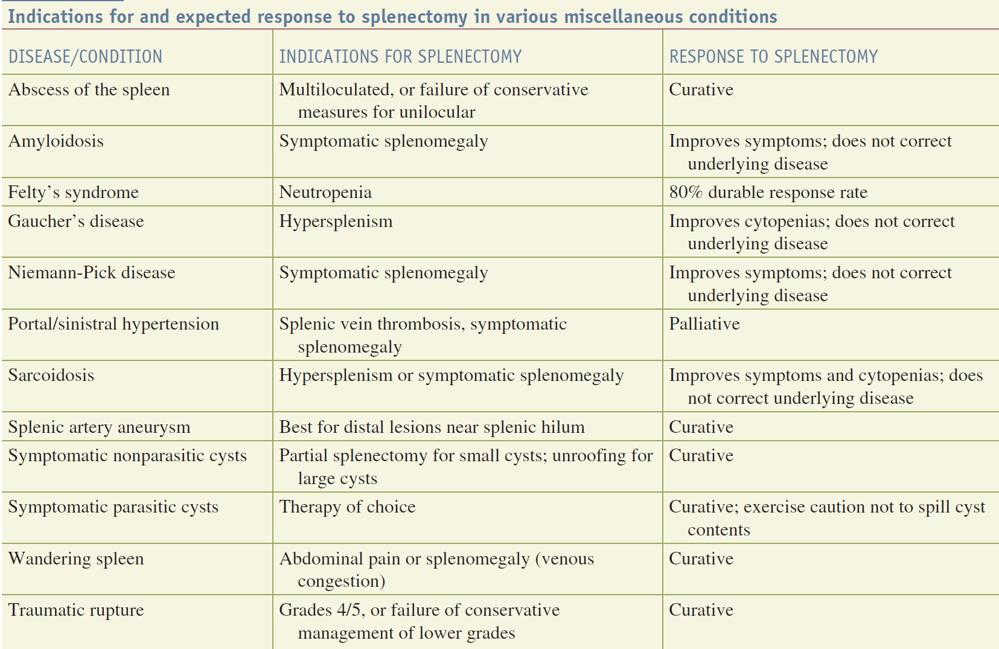 Indications for and expected response to splenectomy in various miscellaneous conditions
DISEASE/CONDITION INDICATIONS FOR SPLENECTOMY RESPONSE TO SPLENECTOMY
Abscess of the spleen Multiloculated, or failure of conservative Curative
measures for unilocular
Amyloidosis Symptomatic splenomegaly Improves symptoms; does not correct
underlying disease
Felty’s syndrome Neutropenia 80% durable response rate
Gaucher’s disease Hypersplenism Improves cytopenias; does not correct
underlying disease
Niemann-Pick disease Symptomatic splenomegaly Improves symptoms; does not correct
underlying disease
Portal/sinistral hypertension Splenic vein thrombosis, symptomatic Palliative
splenomegaly
Sarcoidosis Hypersplenism or symptomatic splenomegaly Improves symptoms and cytopenias; does
not correct underlying disease
Splenic artery aneurysm Best for distal lesions near splenic hilum Curative
Symptomatic nonparasitic cysts Partial splenectomy for small cysts; unroofing for Curative
large cysts
Symptomatic parasitic cysts Therapy of choice Curative; exercise caution not to spill cyst
contents
Wandering spleen Abdominal pain or splenomegaly (venous Curative
congestion)
Traumatic rupture Grades 4/5, or failure of conservative Curative
management of lower grades